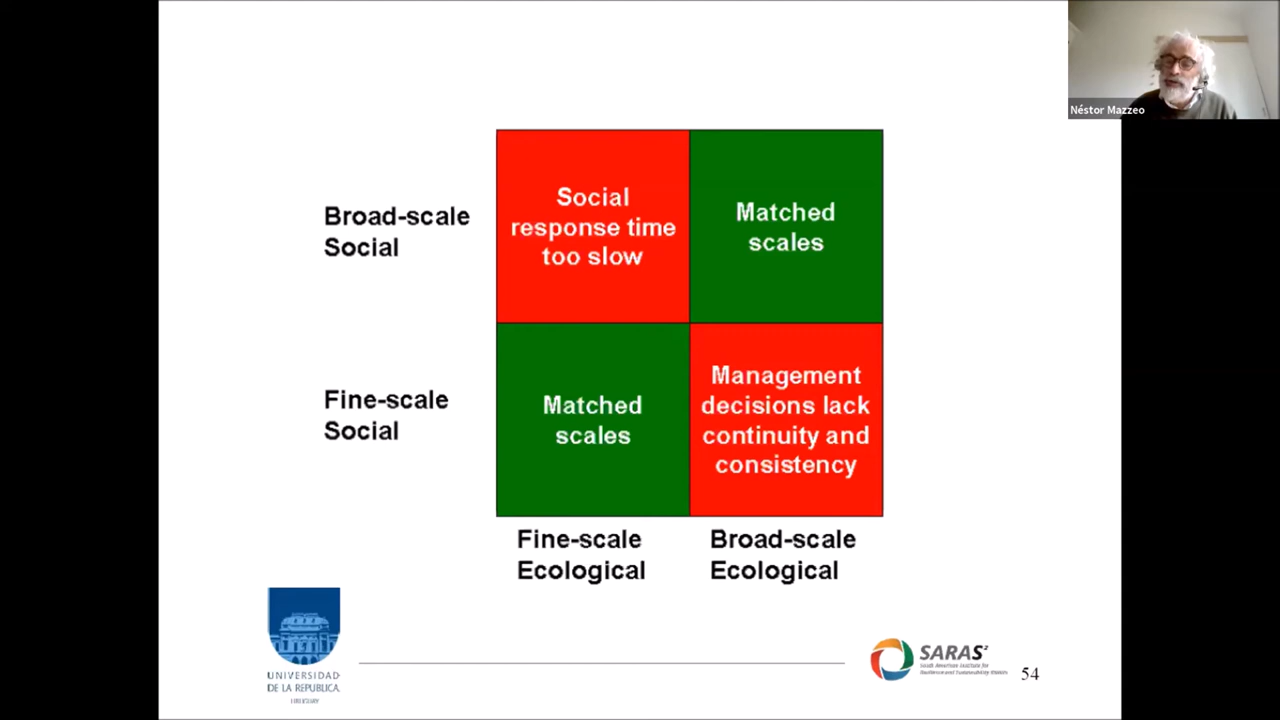 Néstor Mazzeo
Broad-scale
Social
Social
response time
too slow
Matched
scales
Fine-scale
Social
Matched
scales
Management
decisions lack
continuity and
consistency
Fine-scale
Ecological
Broad-scale
Ecological
UNIVERSIDAD
DE LA REPUBLICA
URUGUAY
SARAS²
South American Institute for
Resilience and Sustainability Studies
54